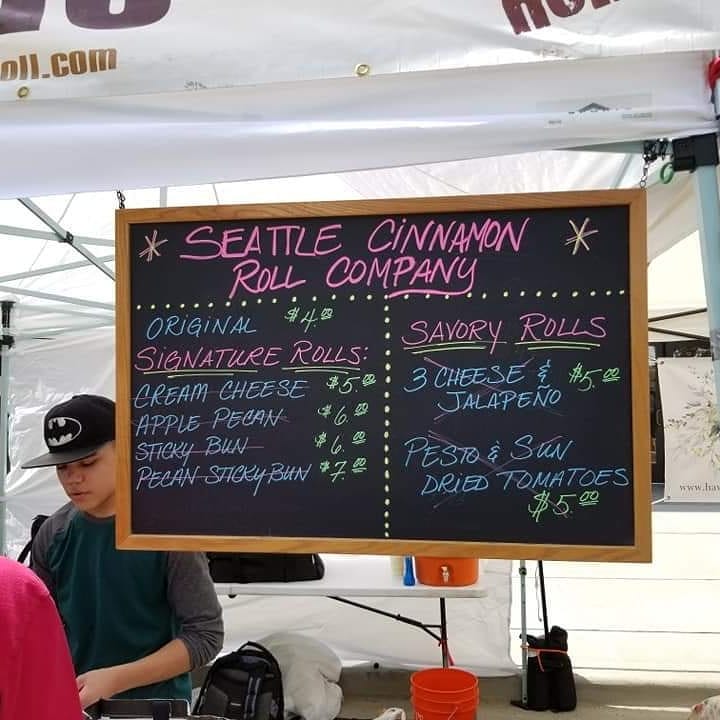 oll.com
SEATTLE CINNAMON
ROLL COMPANY
ORIGINAL $4.00
SIGNATURE ROLLS:
CREAM CHEESE $5.00
APPLE PECAN $6.00
STICKY BUN $6.00
PECAN STICKY BUN $7.00
SAVORY ROLLS
3 CHEESE & $5.00
JALAPEÑO
PESTO & SUN
DRIED TOMATOES
$5.00
www.hav